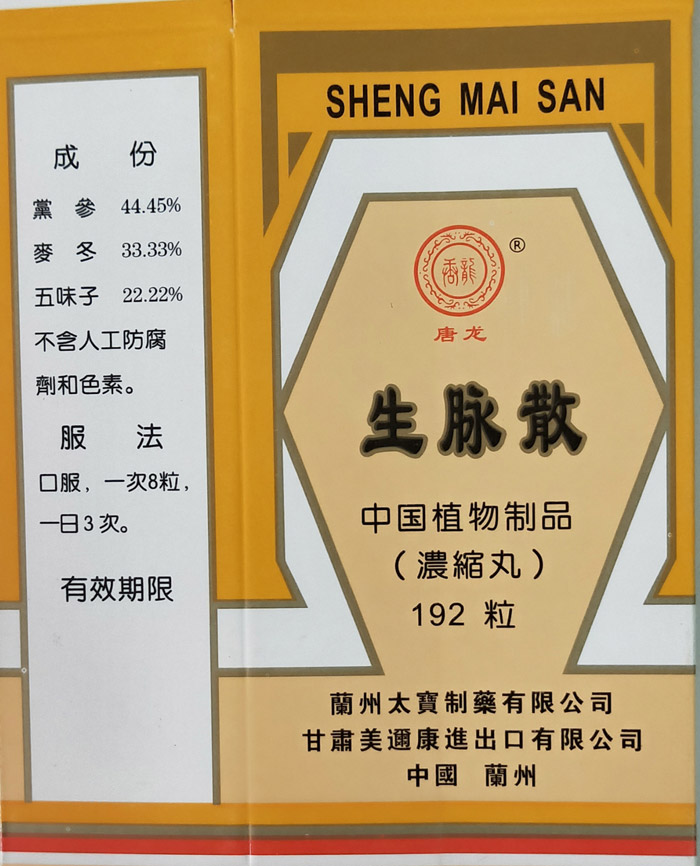 成 份
黨 參 44.45%
麥 冬 33.33%
五味子 22.22%
不含人工防腐
劑和色素。
服 法
口服，一次8粒，
一日3次。
有效期限
SHENG MAI SAN
®
唐龙
生脉散
中国植物制品
（濃縮丸）
192 粒
蘭州太寶制藥有限公司
甘肅美邇康進出口有限公司
中國 蘭州